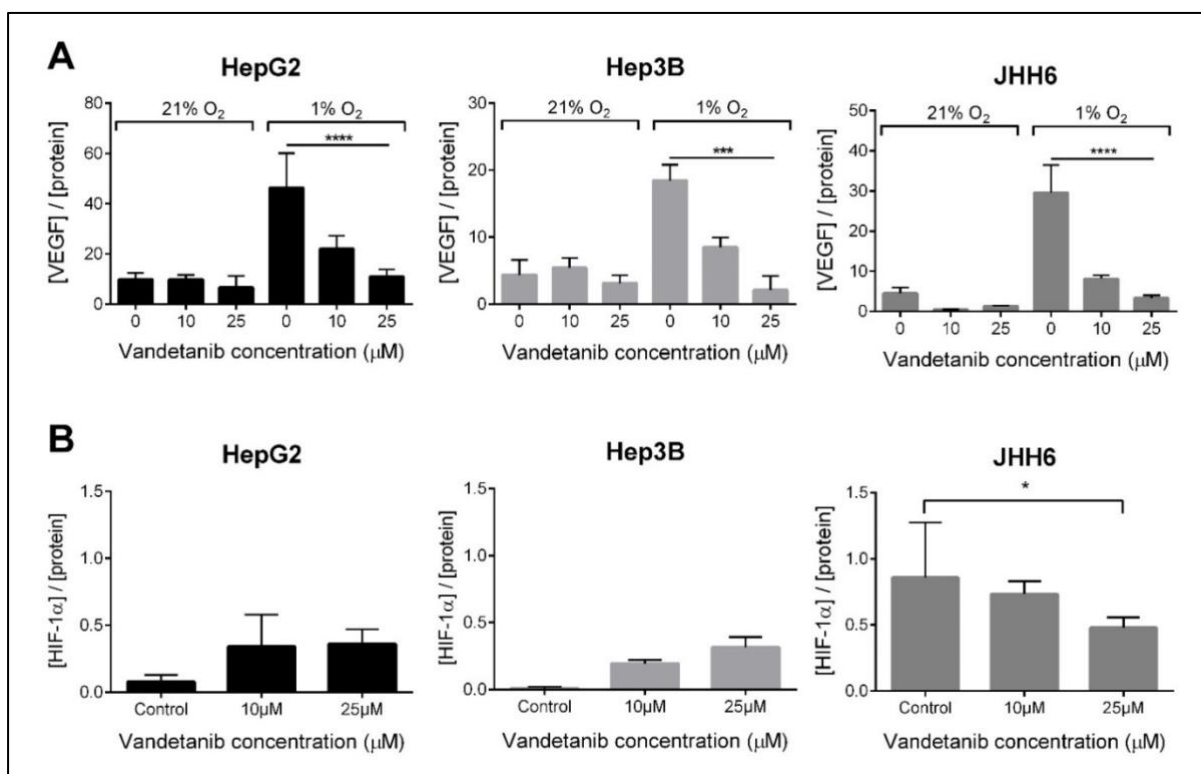 A
HepG2
21% O2 1% O2
****
[VEGF] / [protein]
80
60
40
20
0
0 10 25 0 10 25
Vandetanib concentration (μM)
Hep3B
21% O2 1% O2
***
[VEGF] / [protein]
30
20
10
0
0 10 25 0 10 25
Vandetanib concentration (μM)
JHH6
21% O2 1% O2
****
[VEGF] / [protein]
50
40
30
20
10
0
0 10 25 0 10 25
Vandetanib concentration (μM)
B
HepG2
[HIF-1α] / [protein]
1.5
1.0
0.5
0.0
Control 10μM 25μM
Vandetanib concentration (μM)
Hep3B
[HIF-1α] / [protein]
1.5
1.0
0.5
0.0
Control 10μM 25μM
Vandetanib concentration (μM)
JHH6
*
[HIF-1α] / [protein]
1.5
1.0
0.5
0.0
Control 10μM 25μM
Vandetanib concentration (μM)